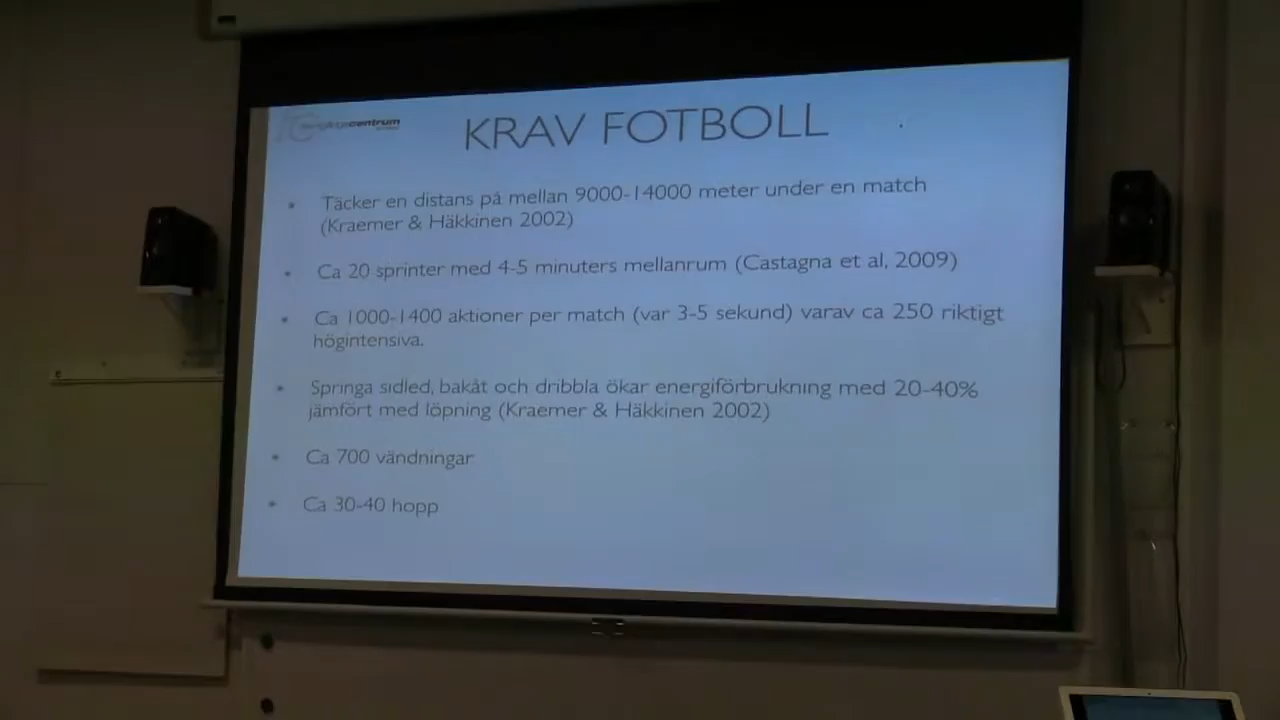 centrum
KRAV FOTBOLL
Täcker en distans på mellan 9000-14000 meter under en match
(Kraemer & Häkkinen 2002)
Ca 20 sprinter med 4-5 minuters mellanrum (Castagna et al, 2009)
Ca 1000-1400 aktioner per match (var 3-5 sekund) varav ca 250 riktigt
högintensiva.
Springa sidled, bakåt och dribbla ökar energiförbrukning med 20-40%
jämfört med löpning (Kraemer & Häkkinen 2002)
Ca 700 vändningar
Ca 30-40 hopp